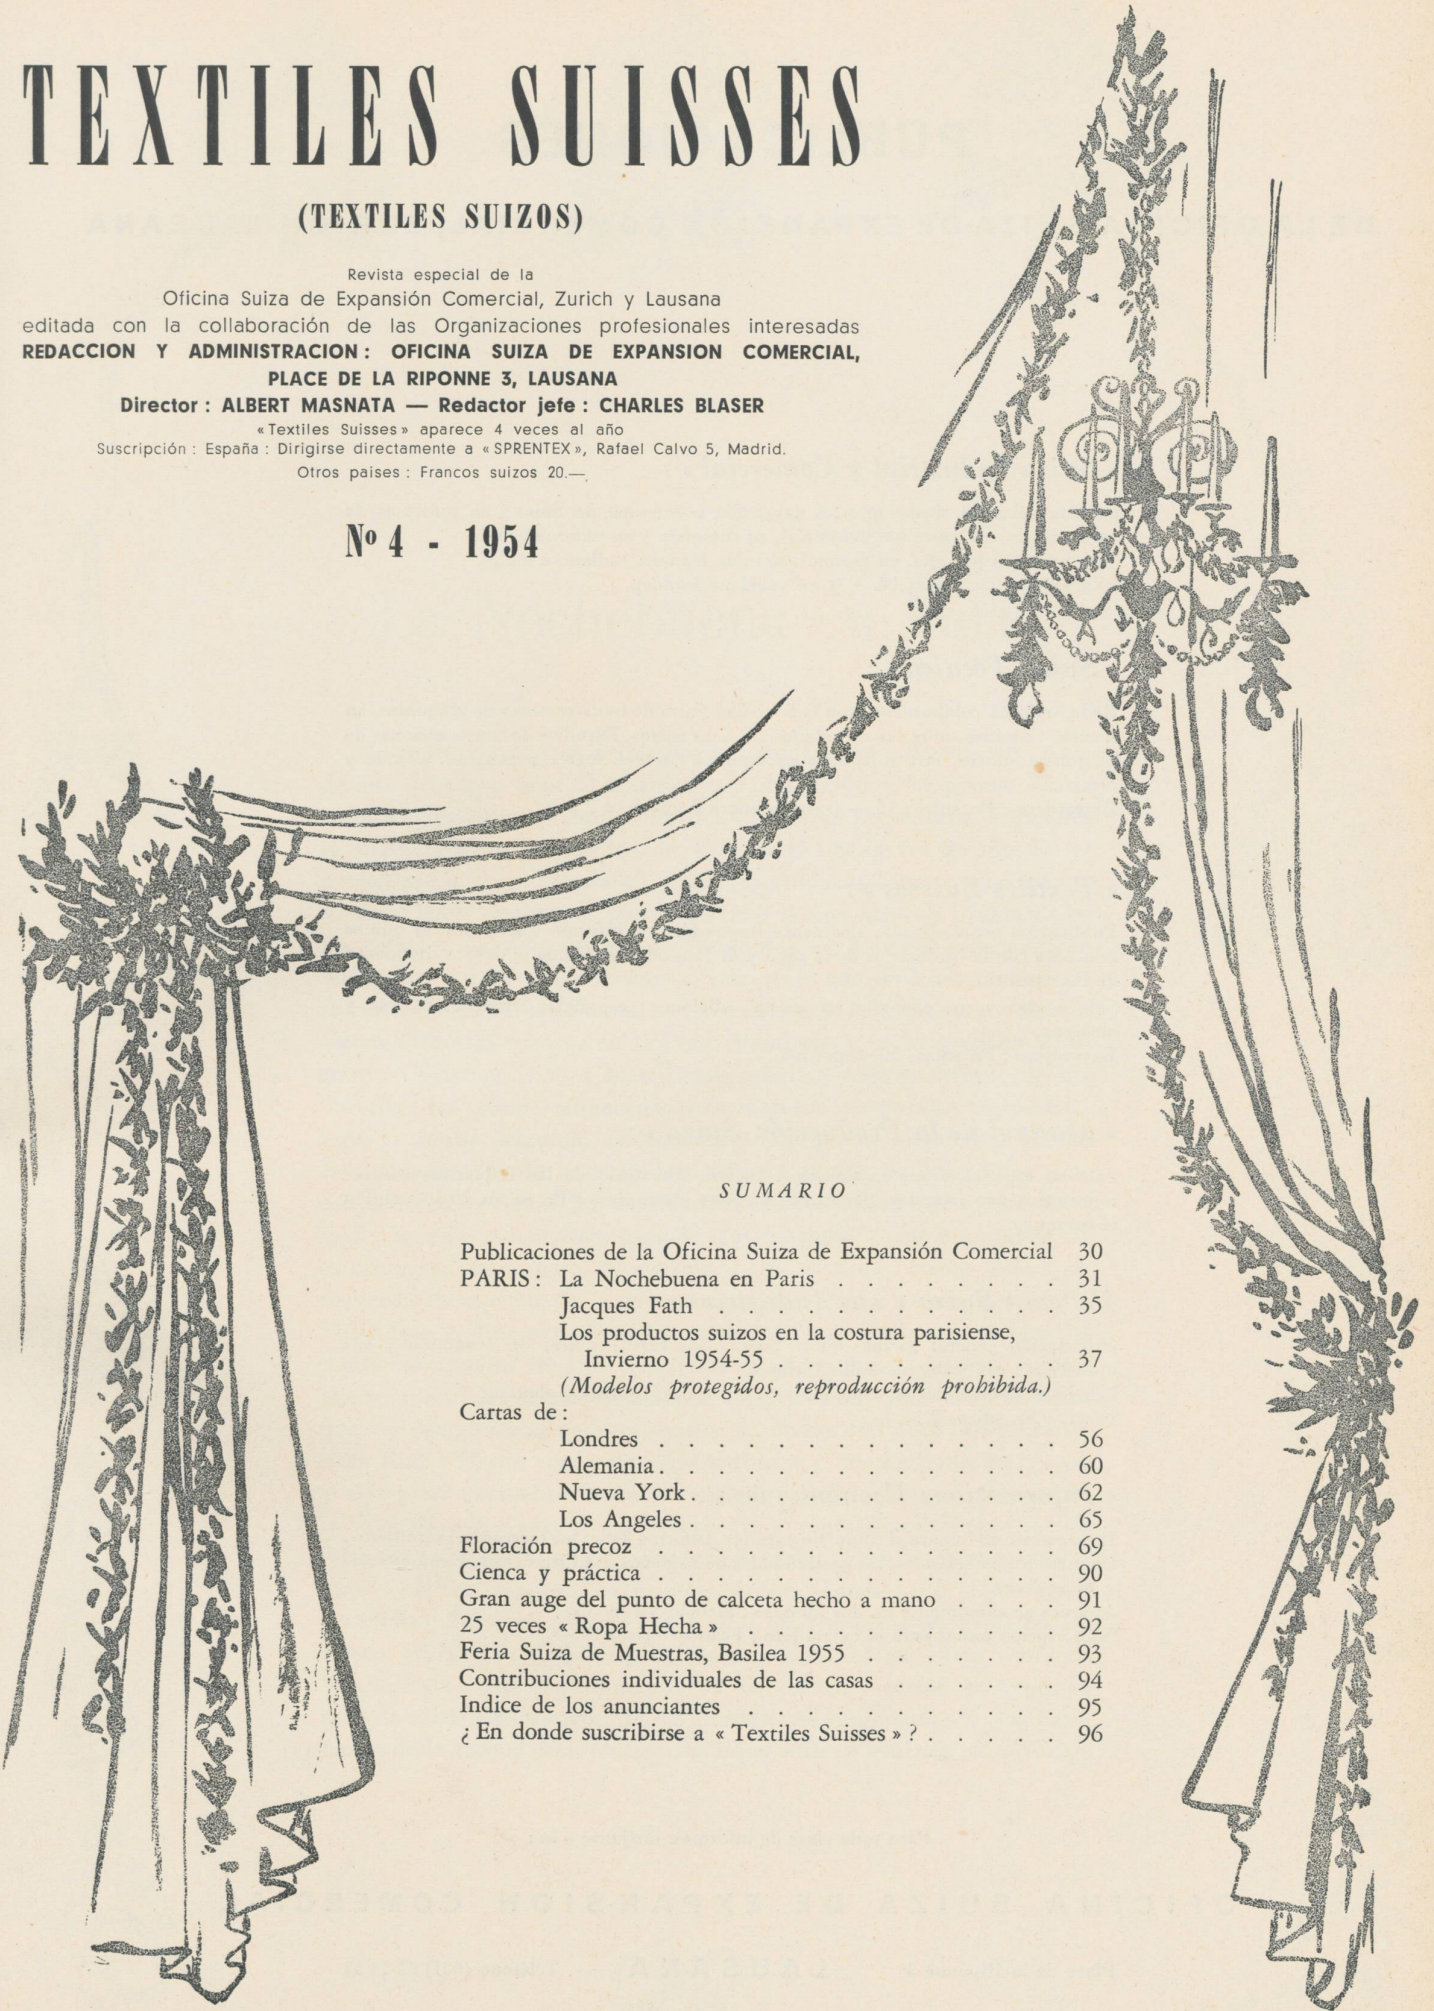 TEXTILES SUISSES
(TEXTILES SUIZOS)
Revista especial de la
Oficina Suiza de Expansión Comercial, Zurich y Lausana
editada con la collaboración de las Organizaciones profesionales interesadas
REDACCION Y ADMINISTRACION : OFICINA SUIZA DE EXPANSION COMERCIAL,
PLACE DE LA RIPONNE 3, LAUSANA
Director : ALBERT MASNATA — Redactor jefe : CHARLES BLASER
«Textiles Suisses» aparece 4 veces al año
Suscripción : España : Dirigirse directamente a «SPRENTEX», Rafael Calvo 5, Madrid.
Otros paises : Francos suizos 20.—.
Nº 4 - 1954
SUMARIO
Publicaciones de la Oficina Suiza de Expansión Comercial 30
PARIS : La Nochebuena en Paris . . . . . . . . 31
Jacques Fath . . . . . . . . . . . . 35
Los productos suizos en la costura parisiense,
Invierno 1954-55 . . . . . . . . . . . 37
(Modelos protegidos, reproducción prohibida.)
Cartas de :
Londres . . . . . . . . . . . . . . 56
Alemania . . . . . . . . . . . . . . 60
Nueva York . . . . . . . . . . . . . 62
Los Angeles . . . . . . . . . . . . . 65
Floración precoz . . . . . . . . . . . . . . 69
Cienca y práctica . . . . . . . . . . . . . . 90
Gran auge del punto de calceta hecho a mano . . . . 91
25 veces « Ropa Hecha » . . . . . . . . . . . 92
Feria Suiza de Muestras, Basilea 1955 . . . . . . . 93
Contribuciones individuales de las casas . . . . . . 94
Indice de los anunciantes . . . . . . . . . . . 95
¿ En donde suscribirse a « Textiles Suisses » ? . . . . . 96